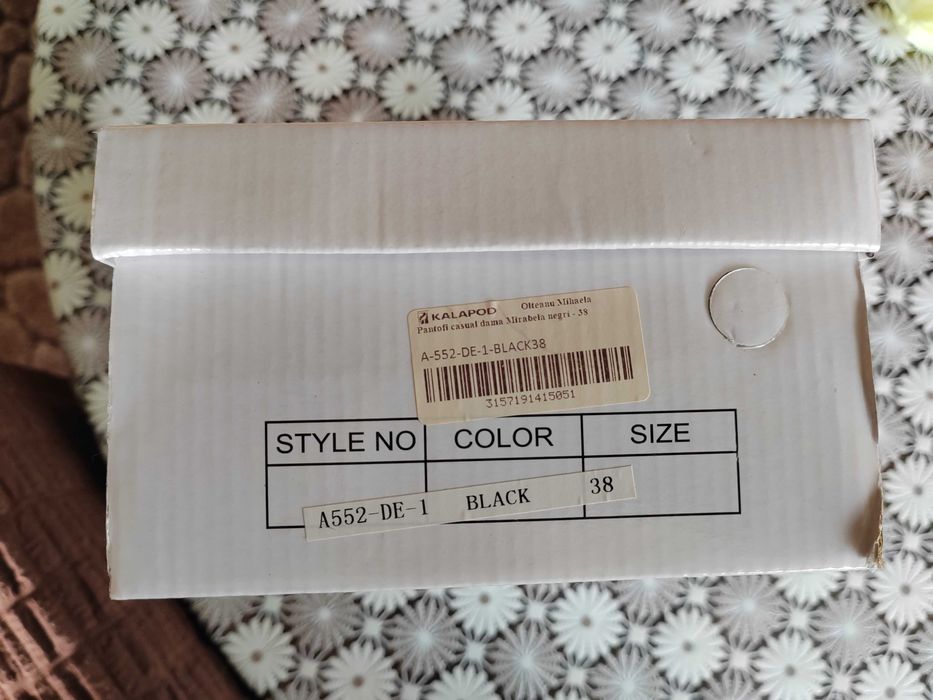 KALAPOD Olteanu Mihaela
Pantofi casual dama Mirabela negri - 38
A-552-DE-1-BLACK38
3157191415051
STYLE NO COLOR SIZE
A552-DE-1 BLACK 38